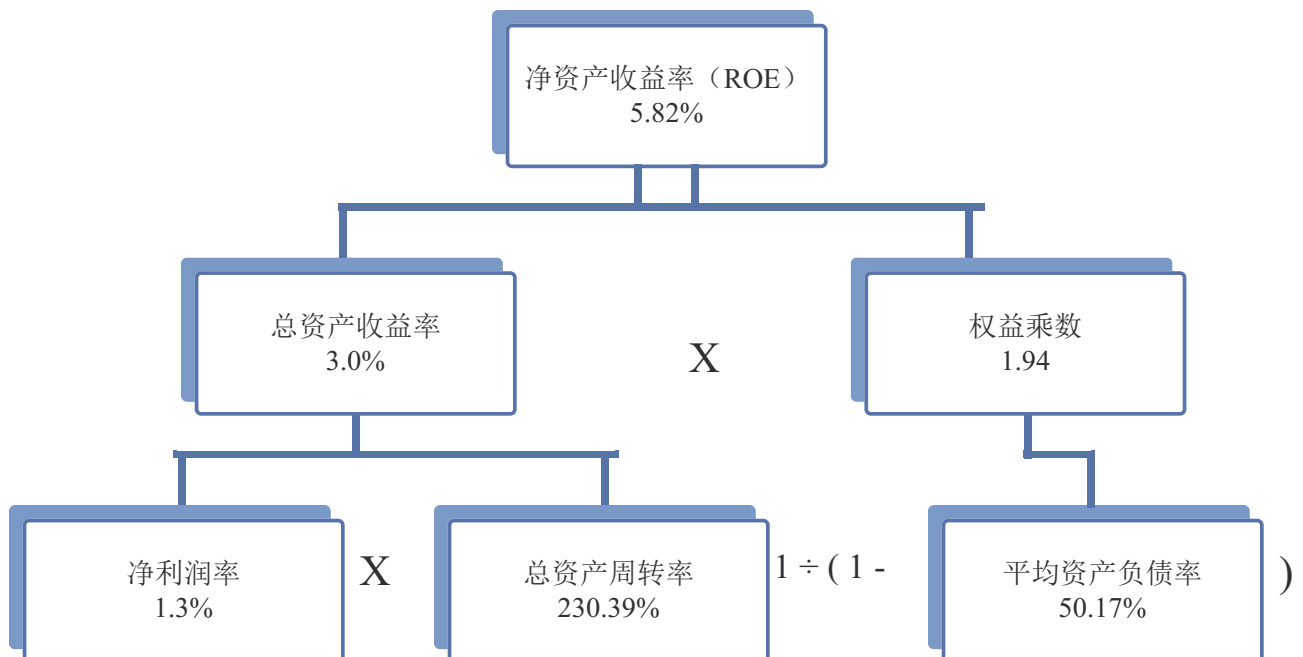 净资产收益率（ROE）
5.82%
总资产收益率
3.0%
X
权益乘数
1.94
净利润率
1.3%
X
总资产周转率
230.39%
1 ÷ ( 1 -
平均资产负债率
50.17%
)